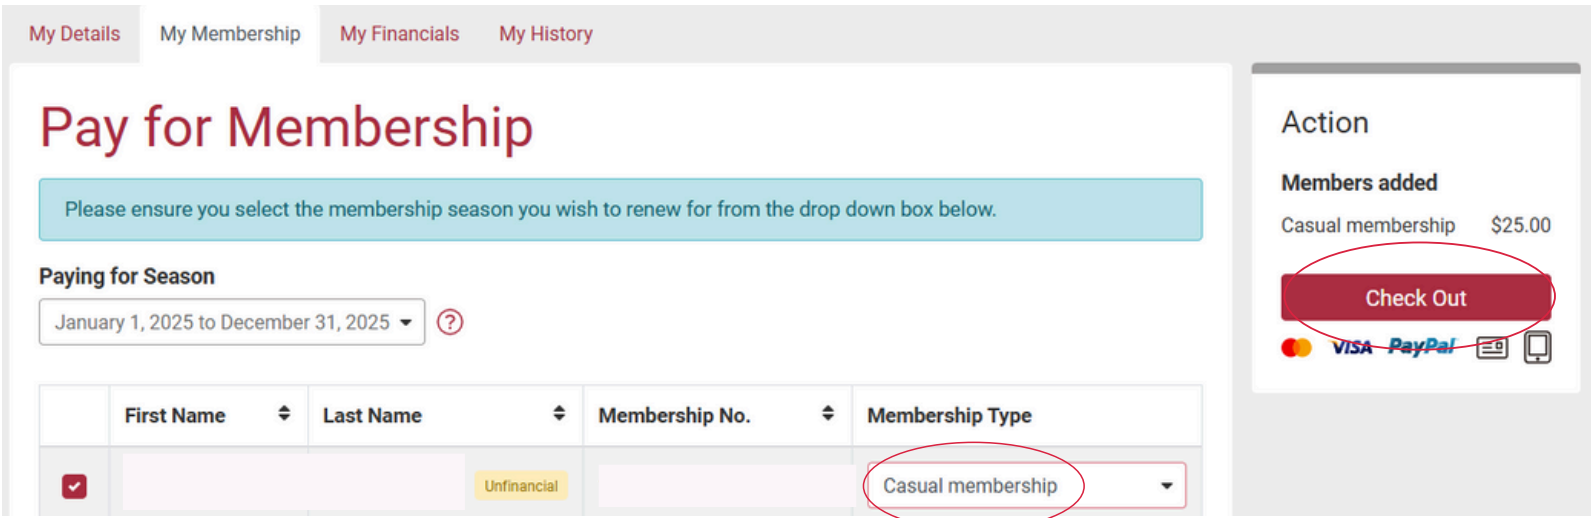 My Details My Membership My Financials My History
Pay for Membership
Please ensure you select the membership season you wish to renew for from the drop down box below.
Paying for Season
January 1, 2025 to December 31, 2025 ?
First Name Last Name Membership No. Membership Type
Unfinancial Casual membership
Action
Members added
Casual membership $25.00
Check Out
VISA PayPal